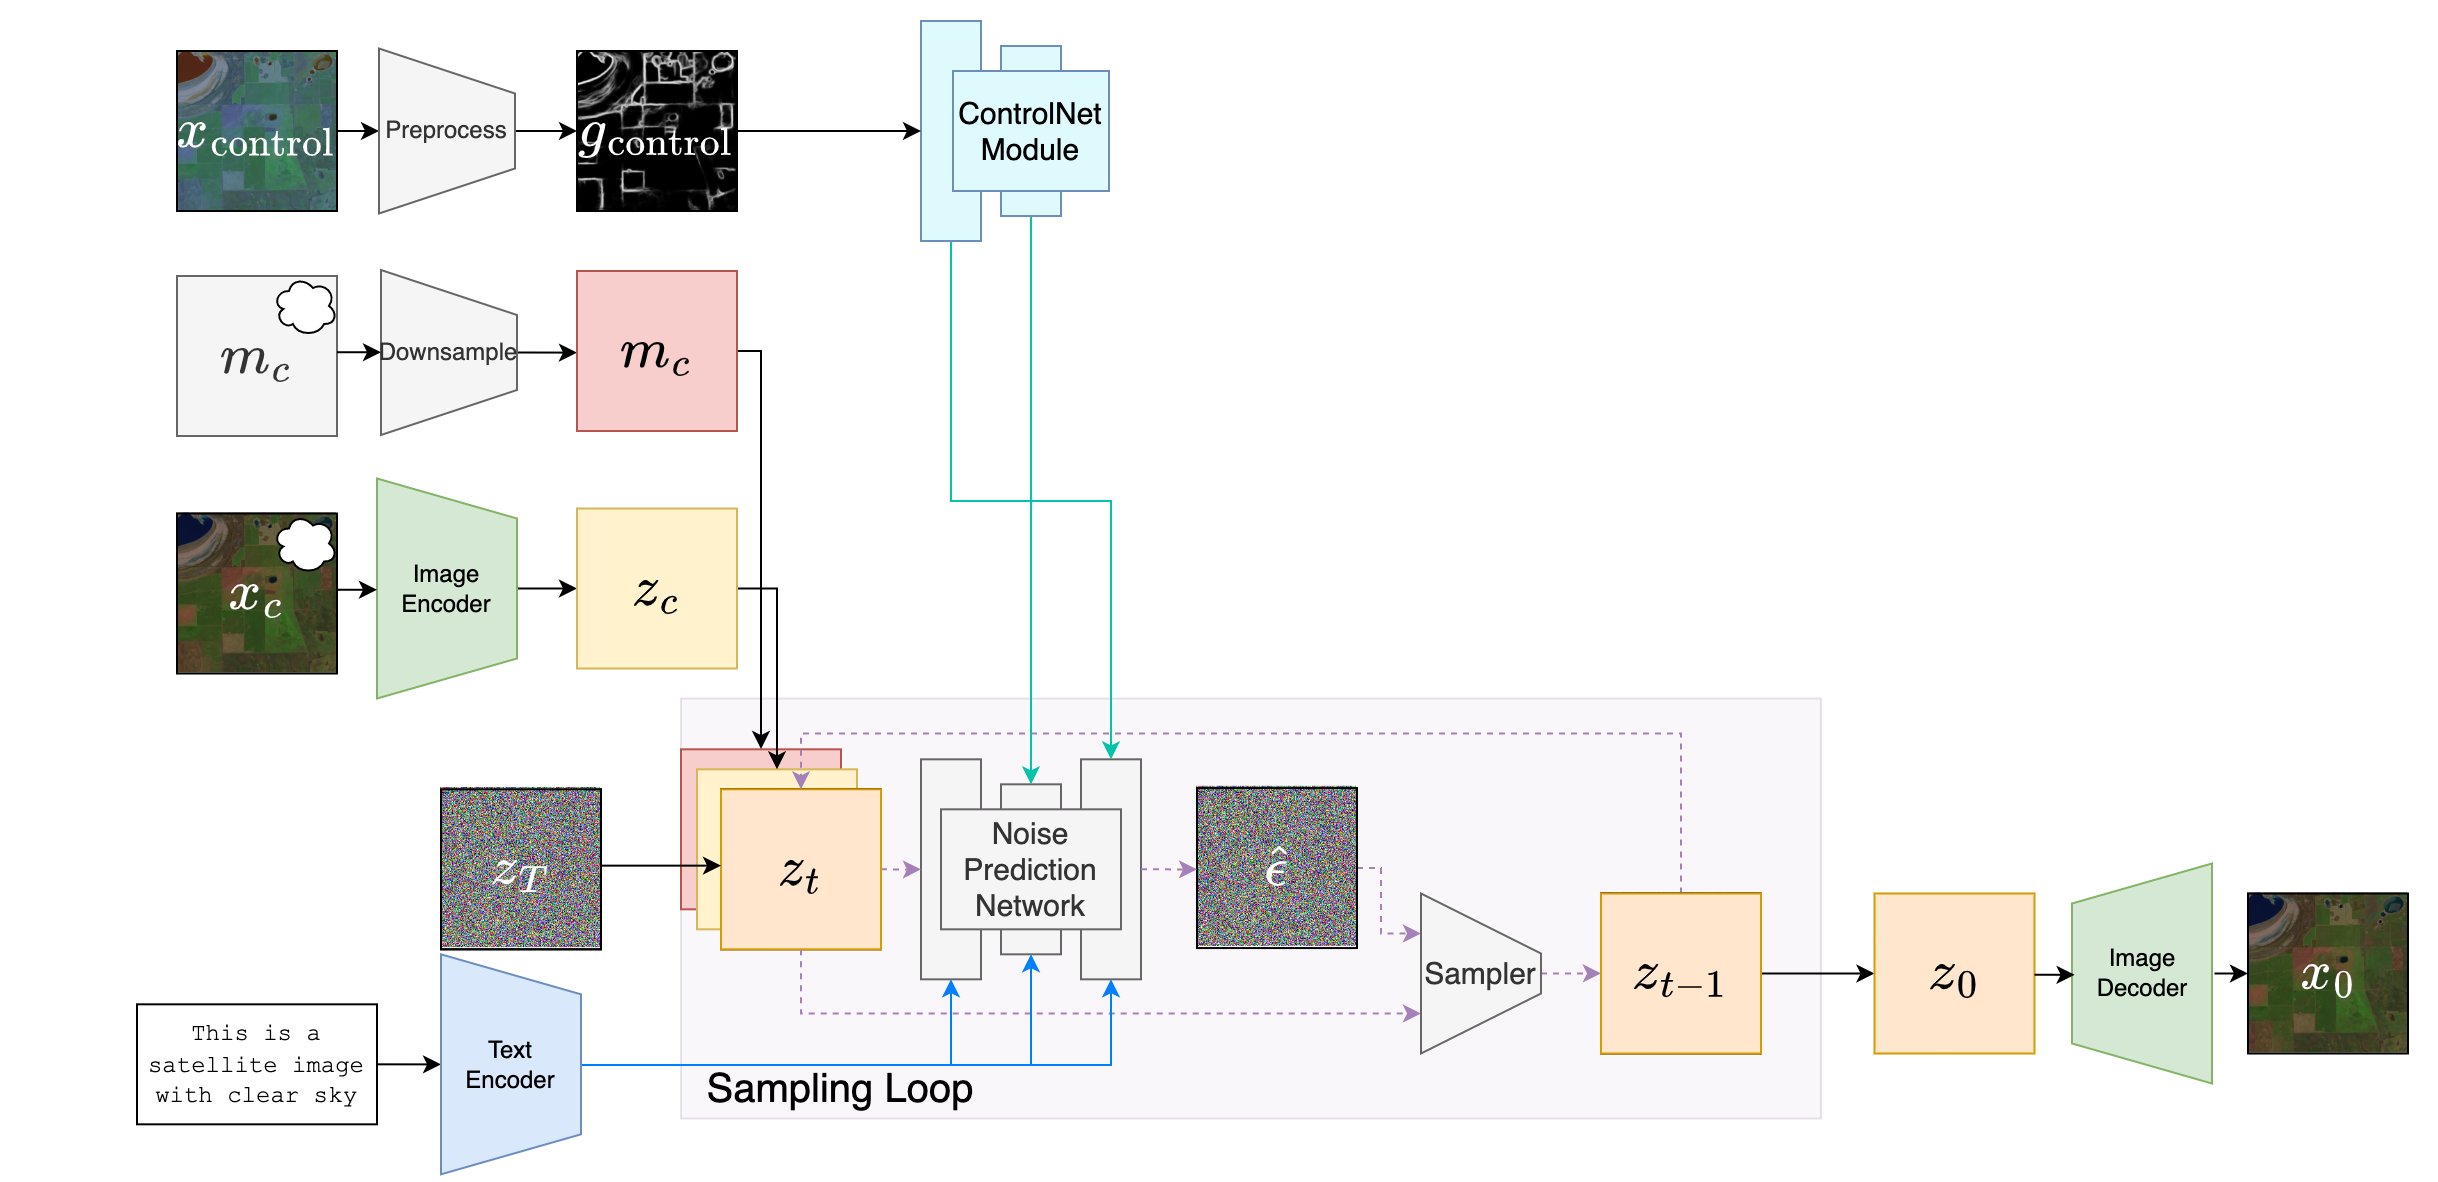 x_control
Preprocess
g_control
ControlNet
Module
m_c
Downsample
m_c
x_c
Image
Encoder
z_c
z_T
z_t
Noise
Prediction
Network
ε̂
Sampler
z_{t−1}
z_0
Image
Decoder
x_0
This is a
satellite image
with clear sky
Text
Encoder
Sampling Loop